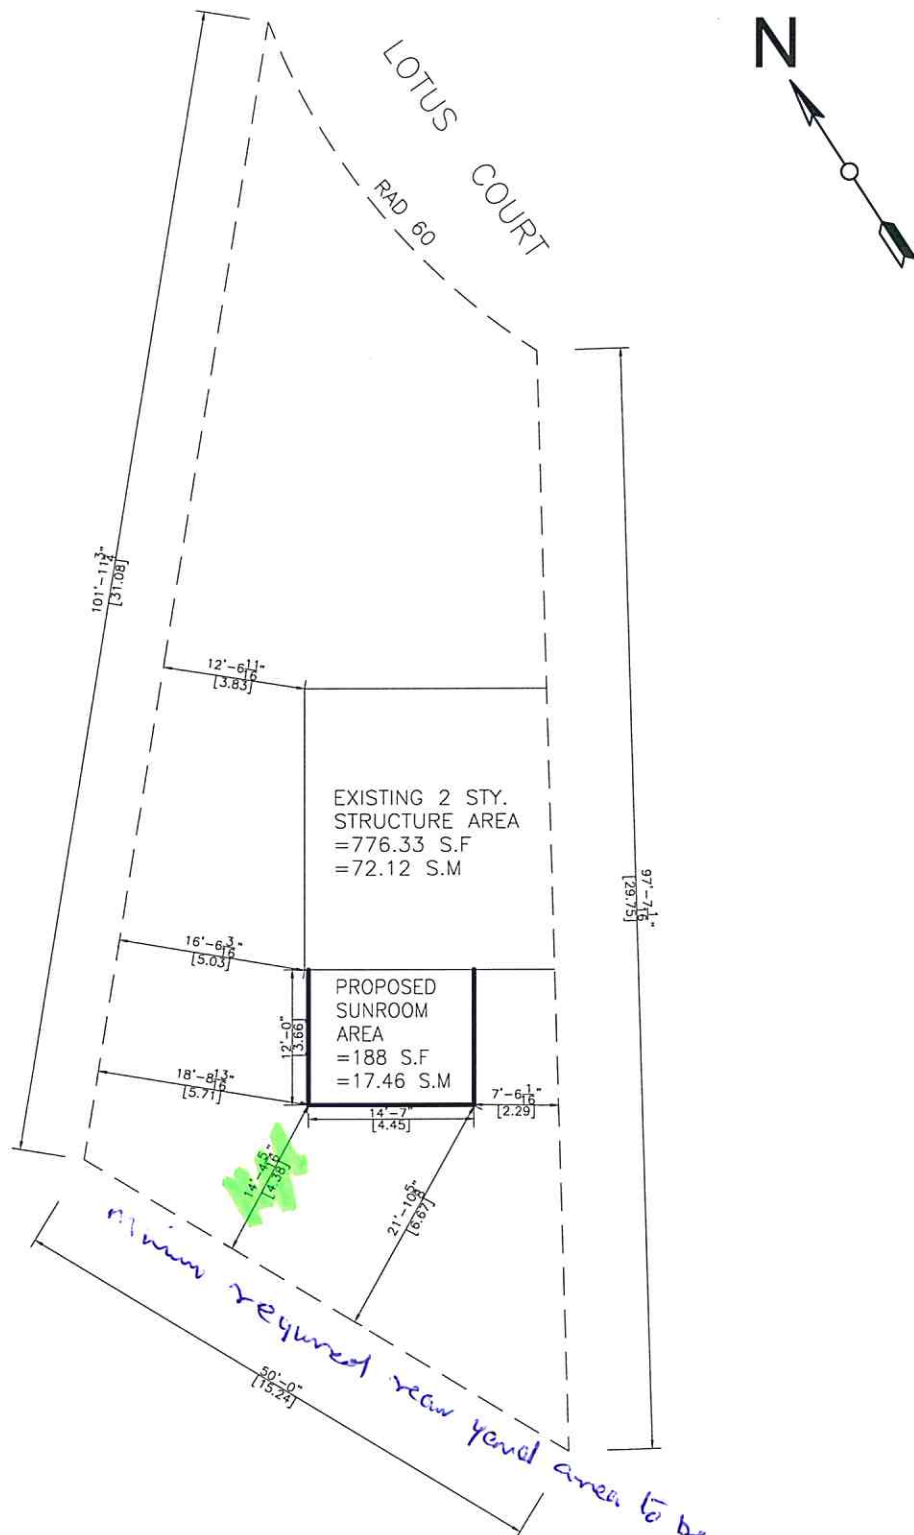 N
LOTUS COURT
RAD 60
101'-11 3/4"
[31.08]
12'-6 11/16"
[3.83]
EXISTING 2 STY.
STRUCTURE AREA
=776.33 S.F
=72.12 S.M
97'-7 1/16"
[29.75]
16'-6 3/16"
[5.03]
PROPOSED
SUNROOM
AREA
=188 S.F
=17.46 S.M
12'-0"
[3.66]
18'-8 13/16"
[5.71]
7'-6 1/16"
[2.29]
14'-7"
[4.45]
14'-4 5/16"
[4.38]
21'-10 5/8"
[6.67]
required rear yard area to be
50'-0"
[15.24]